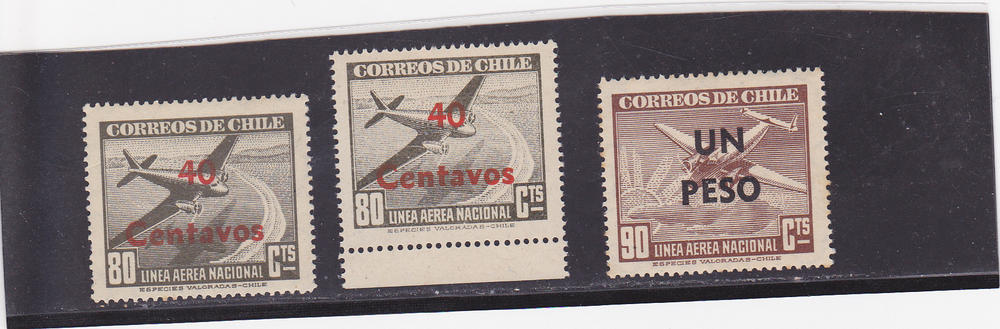 CORREOS DE CHILE
40
Centavos
80 LINEA AEREA NACIONAL CTS
ESPECIES VALORADAS-CHILE
CORREOS DE CHILE
40
Centavos
80 LINEA AEREA NACIONAL CTS
ESPECIES VALORADAS-CHILE
CORREOS DE CHILE
UN
PESO
90 LINEA AEREA NACIONAL CTS
ESPECIES VALORADAS-CHILE